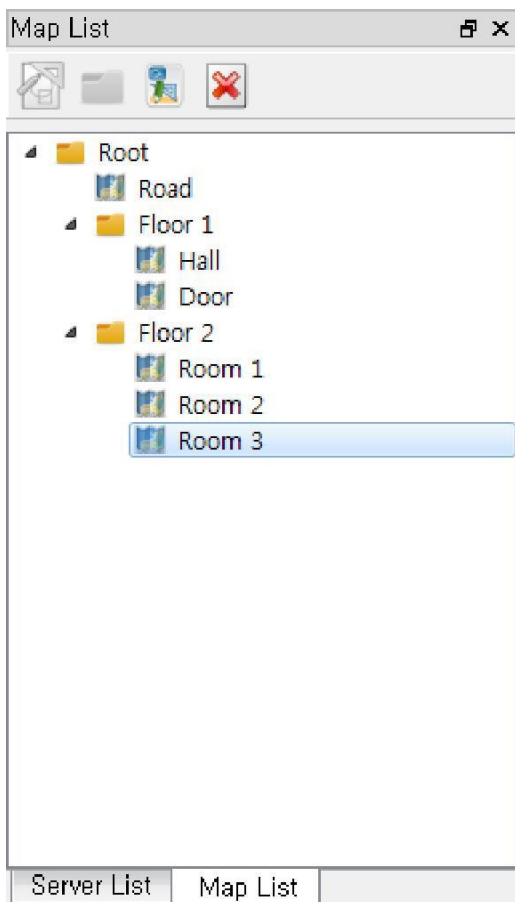 Map List
Root
Road
Floor 1
Hall
Door
Floor 2
Room 1
Room 2
Room 3
Server List
Map List